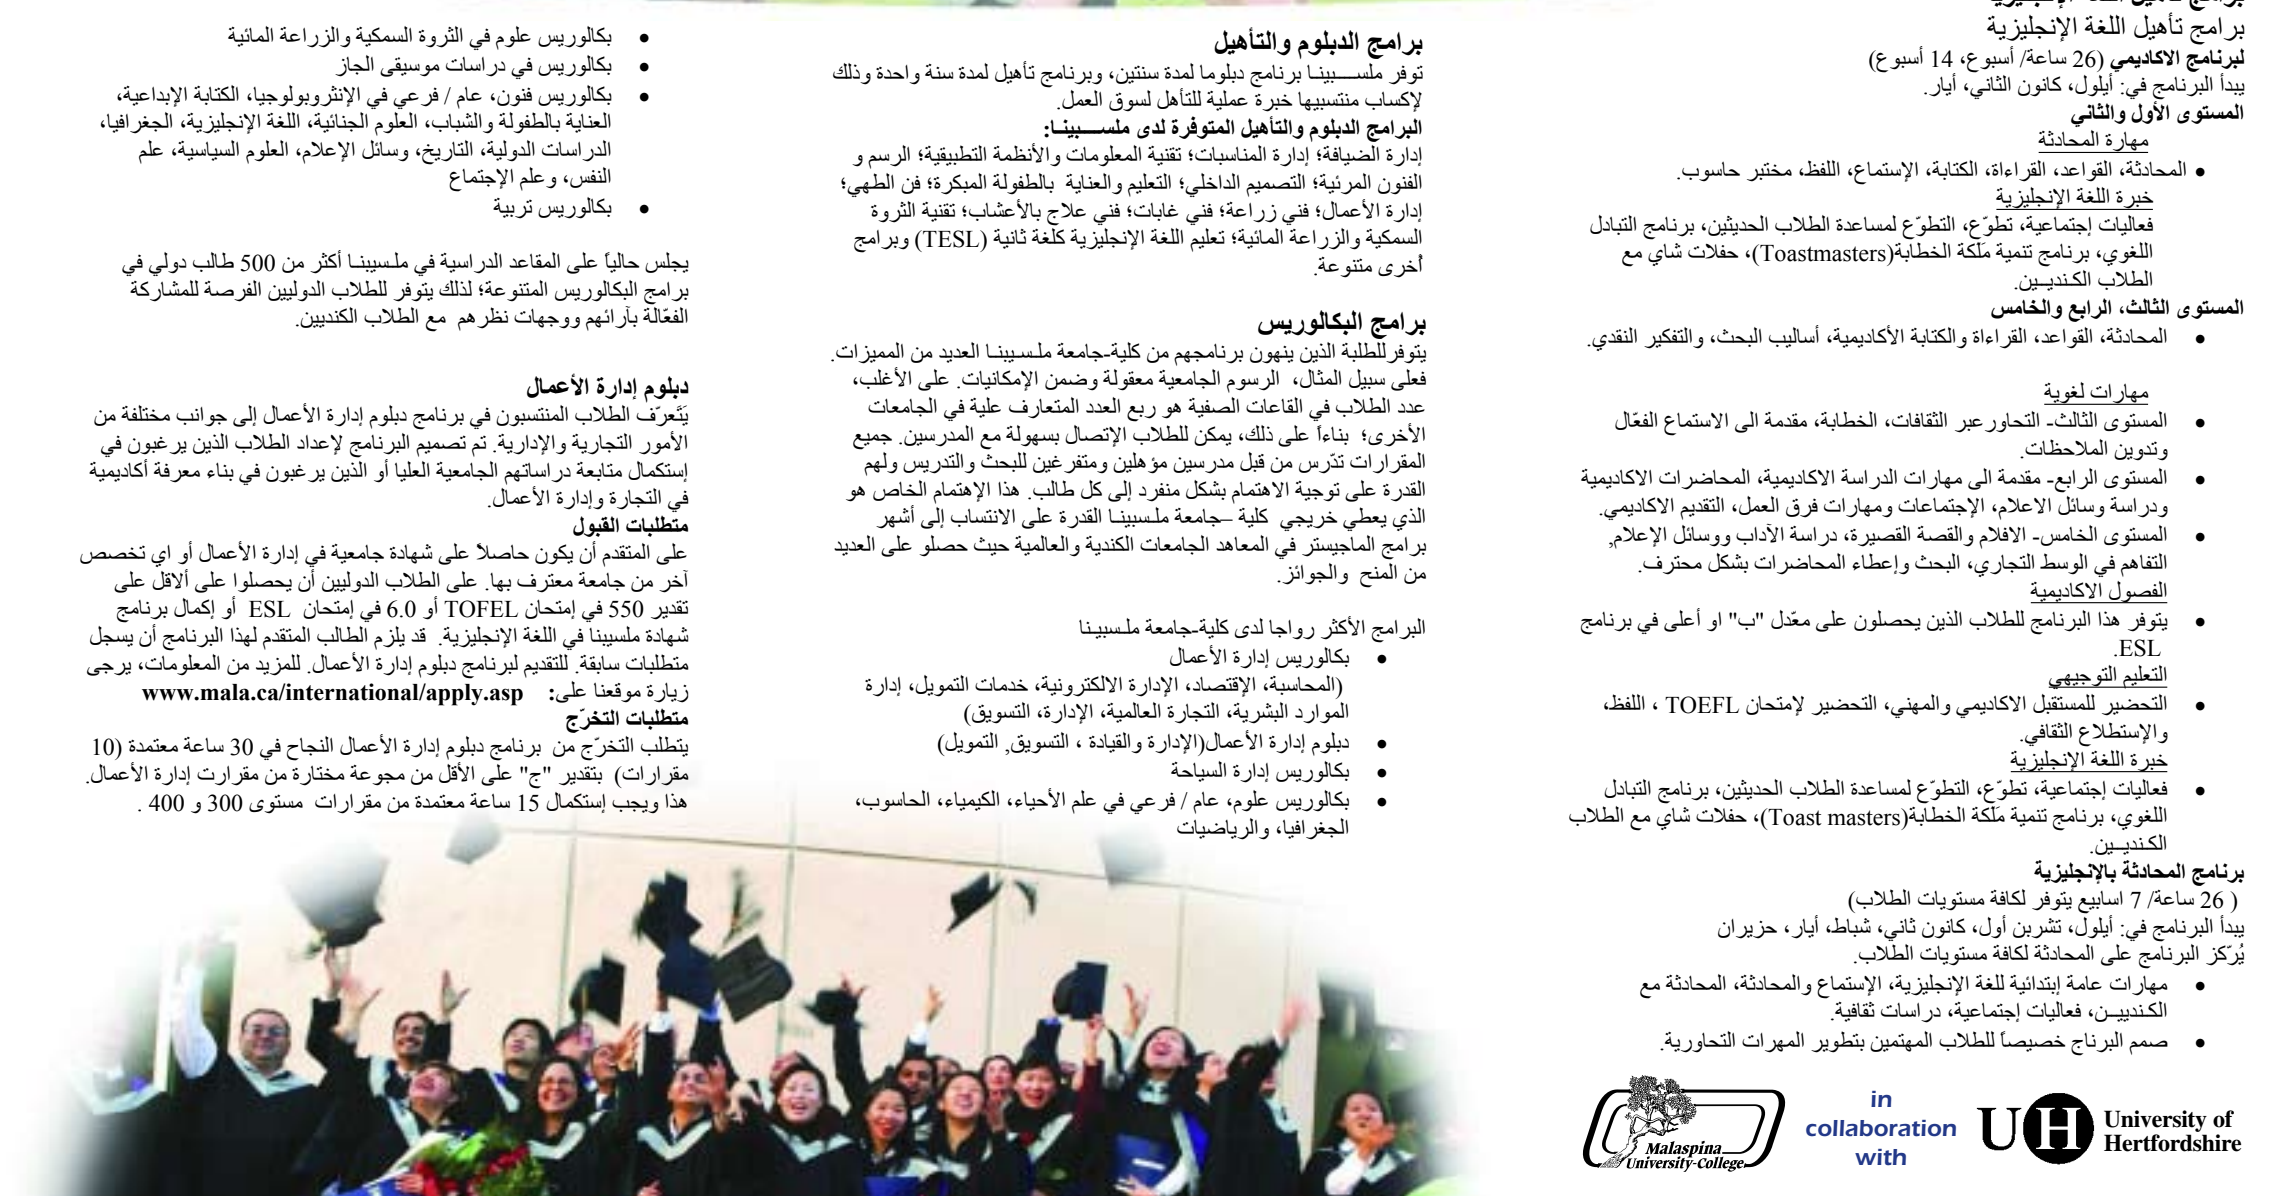 برامج تأهيل اللغة الإنجليزية
برامج تأهيل اللغة الإنجليزية
لبرنامج الاكاديمي (26 ساعة/ أسبوع، 14 أسبوع)
يبدأ البرنامج في: أيلول، كانون الثاني، أيار.
المستوى الأول والثاني
مهارة المحادثة
• المحادثة، القواعد، القراءاة، الكتابة، الإستماع، اللفظ، مختبر حاسوب.
خبرة اللغة الإنجليزية
فعاليات إجتماعية، تطوّع، التطوّع لمساعدة الطلاب الحديثين، برنامج التبادل
اللغوي، برنامج تنمية مَلَكة الخطابة(Toastmasters)، حفلات شاي مع
الطلاب الكنديـين.
المستوى الثالث، الرابع والخامس
• المحادثة، القواعد، القراءاة والكتابة الأكاديمية، أساليب البحث، والتفكير النقدي.
مهارات لغوية
• المستوى الثالث- التحاورعبر الثقافات، الخطابة، مقدمة الى الاستماع الفعّال
وتدوين الملاحظات.
• المستوى الرابع- مقدمة الى مهارات الدراسة الاكاديمية، المحاضرات الاكاديمية
ودراسة وسائل الاعلام، الإجتماعات ومهارات فرق العمل، التقديم الاكاديمي.
• المستوى الخامس- الافلام والقصة القصيرة، دراسة الآداب ووسائل الإعلام,
التفاهم في الوسط التجاري، البحث وإعطاء المحاضرات بشكل محترف.
الفصول الاكاديمية
• يتوفر هذا البرنامج للطلاب الذين يحصلون على معّدل "ب" او أعلى في برنامج
ESL.
التعليم التوجيهي
• التحضير للمستقبل الاكاديمي والمهني، التحضير لإمتحان TOEFL ، اللفظ،
والإستطلاع الثقافي.
خبرة اللغة الإنجليزية
• فعاليات إجتماعية، تطوّع، التطوّع لمساعدة الطلاب الحديثين، برنامج التبادل
اللغوي، برنامج تنمية مَلَكة الخطابة(Toast masters)، حفلات شاي مع الطلاب
الكنديـين.
برنامج المحادثة بالإنجليزية
( 26 ساعة/ 7 اسابيع يتوفر لكافة مستويات الطلاب)
يبدأ البرنامج في: أيلول، تشربن أول، كانون ثاني، شباط، أيار، حزيران
يُرّكز البرنامج على المحادثة لكافة مستويات الطلاب.
• مهارات عامة إبتدائية للغة الإنجليزية، الإستماع والمحادثة، المحادثة مع
الكنديـين، فعاليات إجتماعية، دراسات ثقافية.
• صمم البرناج خصيصاً للطلاب المهتمين بتطوير المهرات التحاورية.
Malaspina
University-College
in
collaboration
with
UH University of
Hertfordshire
برامج الدبلوم والتأهيل
توفر ملســـبينـا برنامج دبلوما لمدة سنتين، وبرنامج تأهيل لمدة سنة واحدة وذلك
لإكساب منتسبيها خبرة عملية للتأهل لسوق العمل.
البرامج الدبلوم والتأهيل المتوفرة لدى ملســـبينـا:
إدارة الضيافة؛ إدارة المناسبات؛ تقنية المعلومات والأنظمة التطبيقية؛ الرسم و
الفنون المرئية؛ التصميم الداخلي؛ التعليم والعناية بالطفولة المبكرة؛ فن الطهي؛
إدارة الأعمال؛ فني زراعة؛ فني غابات؛ فني علاج بالأعشاب؛ تقنية الثروة
السمكية والزراعة المائية؛ تعليم اللغة الإنجليزية كلغة ثانية (TESL) وبرامج
اُخرى متنوعة.
برامج البكالوريس
يتوفرللطلبة الذين ينهون برنامجهم من كلية-جامعة ملسبينـا العديد من المميزات.
فعلى سبيل المثال، الرسوم الجامعية معقولة وضمن الإمكانيات. على الأغلب،
عدد الطلاب في القاعات الصفية هو ربع العدد المتعارف علية في الجامعات
الأخرى؛ بناءاً على ذلك، يمكن للطلاب الإتصال بسهولة مع المدرسين. جميع
المقرارات تدّرس من قبل مدرسين مؤهلين ومتفرغين للبحث والتدريس ولهم
القدرة على توجية الاهتمام بشكل منفرد إلى كل طالب. هذا الإهتمام الخاص هو
الذي يعطي خريجي كلية –جامعة ملسبينـا القدرة على الانتساب إلى أشهر
برامج الماجيستر في المعاهد الجامعات الكندية والعالمية حيث حصلو على العديد
من المنح والجوائز.
البرامج الأكثر رواجا لدى كلية-جامعة ملسبينـا
• بكالوريس إدارة الأعمال
(المحاسبة، الإقتصاد، الإدارة الالكترونية، خدمات التمويل، إدارة
الموارد البشرية، التجارة العالمية، الإدارة، التسويق)
• دبلوم إدارة الأعمال(الإدارة والقيادة ، التسويق, التمويل)
• بكالوريس إدارة السياحة
• بكالوريس علوم، عام / فرعي في علم الأحياء، الكيمياء، الحاسوب،
الجغرافيا، والرياضيات
• بكالوريس علوم في الثروة السمكية والزراعة المائية
• بكالوريس في دراسات موسيقى الجاز
• بكالوريس فنون، عام / فرعي في الإنثروبولوجيا، الكتابة الإبداعية،
العناية بالطفولة والشباب، العلوم الجنائية، اللغة الإنجليزية، الجغرافيا،
الدراسات الدولية، التاريخ، وسائل الإعلام، العلوم السياسية، علم
النفس، وعلم الإجتماع
• بكالوريس تربية
يجلس حالياً على المقاعد الدراسية في ملسيبنـا أكثر من 500 طالب دولي في
برامج البكالوريس المتنوعة؛ لذلك يتوفر للطلاب الدوليين الفرصة للمشاركة
الفعّالة بآرائهم ووجهات نظرهم مع الطلاب الكنديين.
دبلوم إدارة الأعمال
يَتَعرّف الطلاب المنتسبون في برنامج دبلوم إدارة الأعمال إلى جوانب مختلفة من
الأمور التجارية والإدارية. تم تصميم البرنامج لإعداد الطلاب الذين يرغبون في
إستكمال متابعة دراساتهم الجامعية العليا أو الذين يرغبون في بناء معرفة أكاديمية
في التجارة وإدارة الأعمال.
متطلبات القبول
على المتقدم أن يكون حاصلاً على شهادة جامعية في إدارة الأعمال أو اي تخصص
آخر من جامعة معترف بها. على الطلاب الدوليين أن يحصلوا على ألاقل على
تقدير 550 في إمتحان TOFEL أو 6.0 في إمتحان ESL أو إكمال برنامج
شهادة ملسبينا في اللغة الإنجليزية. قد يلزم الطالب المتقدم لهذا البرنامج أن يسجل
متطلبات سابقة. للتقديم لبرنامج دبلوم إدارة الأعمال. للمزيد من المعلومات، يرجى
زيارة موقعنا على: www.mala.ca/international/apply.asp
متطلبات التخرّج
يتطلب التخرّج من برنامج دبلوم إدارة الأعمال النجاح في 30 ساعة معتمدة (10
مقرارات) بتقدير "ج" على الأقل من مجوعة مختارة من مقرارت إدارة الأعمال.
هذا ويجب إستكمال 15 ساعة معتمدة من مقرارات مستوى 300 و 400 .